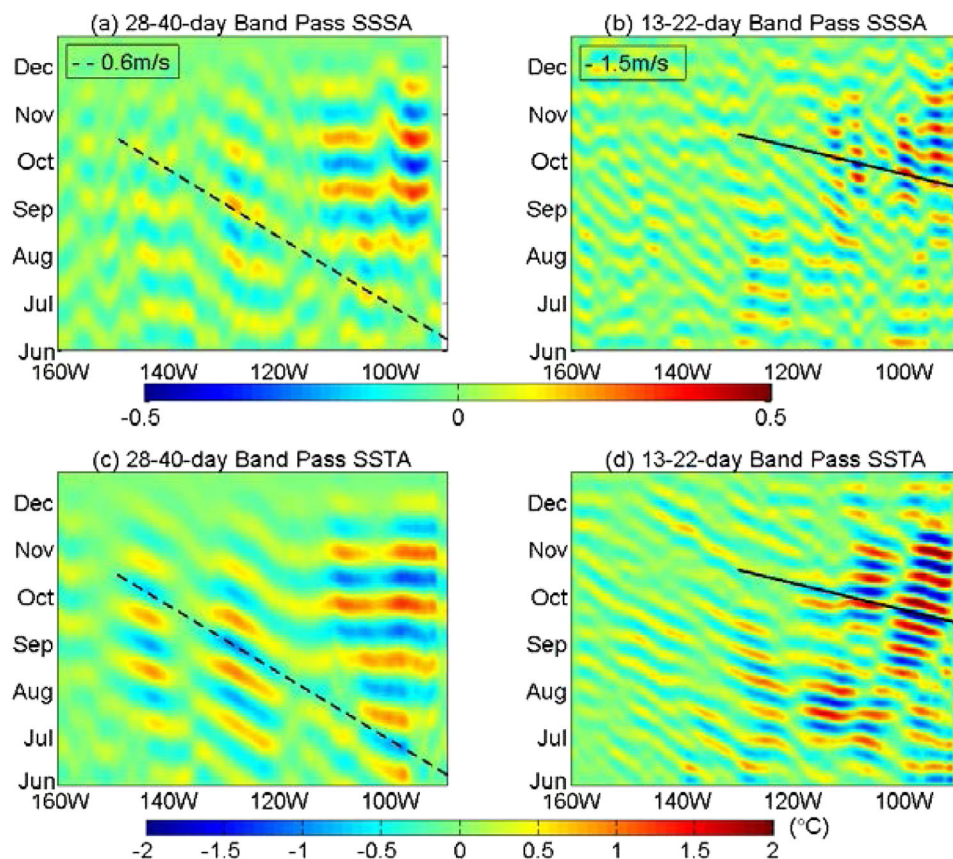 (a) 28-40-day Band Pass SSSA
-- 0.6m/s
Dec
Nov
Oct
Sep
Aug
Jul
Jun
160W 140W 120W 100W
(b) 13-22-day Band Pass SSSA
- 1.5m/s
Dec
Nov
Oct
Sep
Aug
Jul
Jun
160W 140W 120W 100W
-0.5 0 0.5
(c) 28-40-day Band Pass SSTA
Dec
Nov
Oct
Sep
Aug
Jul
Jun
160W 140W 120W 100W
(d) 13-22-day Band Pass SSTA
Dec
Nov
Oct
Sep
Aug
Jul
Jun
160W 140W 120W 100W
-2 -1.5 -1 -0.5 0 0.5 1 1.5 2
(°C)